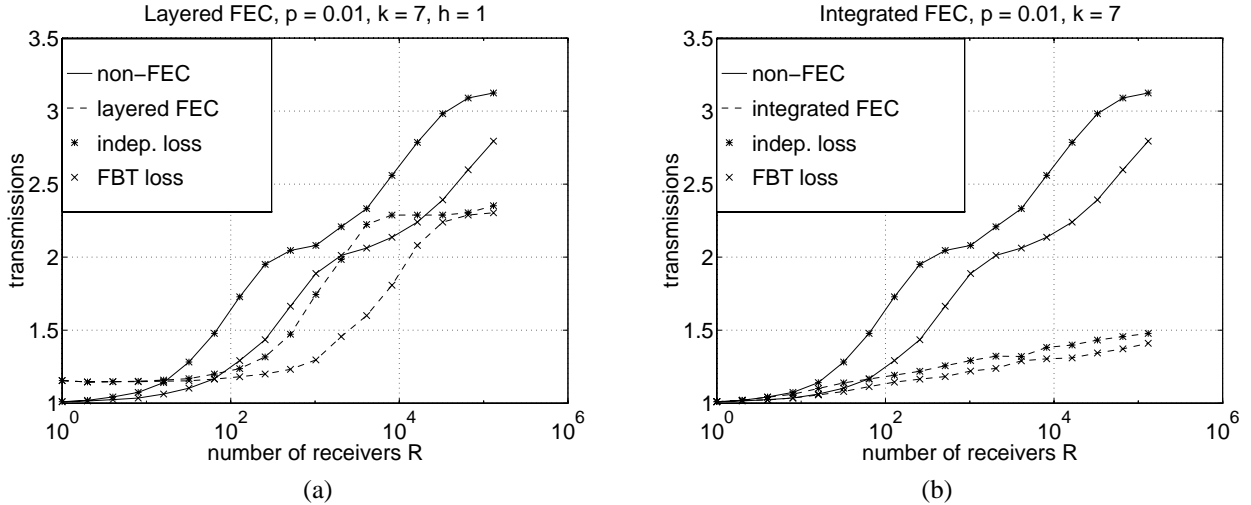 Layered FEC, p = 0.01, k = 7, h = 1
3.5
3
2.5
2
1.5
1
transmissions
non−FEC
layered FEC
indep. loss
FBT loss
10^0
10^2
10^4
10^6
number of receivers R
(a)
Integrated FEC, p = 0.01, k = 7
3.5
3
2.5
2
1.5
1
transmissions
non−FEC
integrated FEC
indep. loss
FBT loss
10^0
10^2
10^4
10^6
number of receivers R
(b)